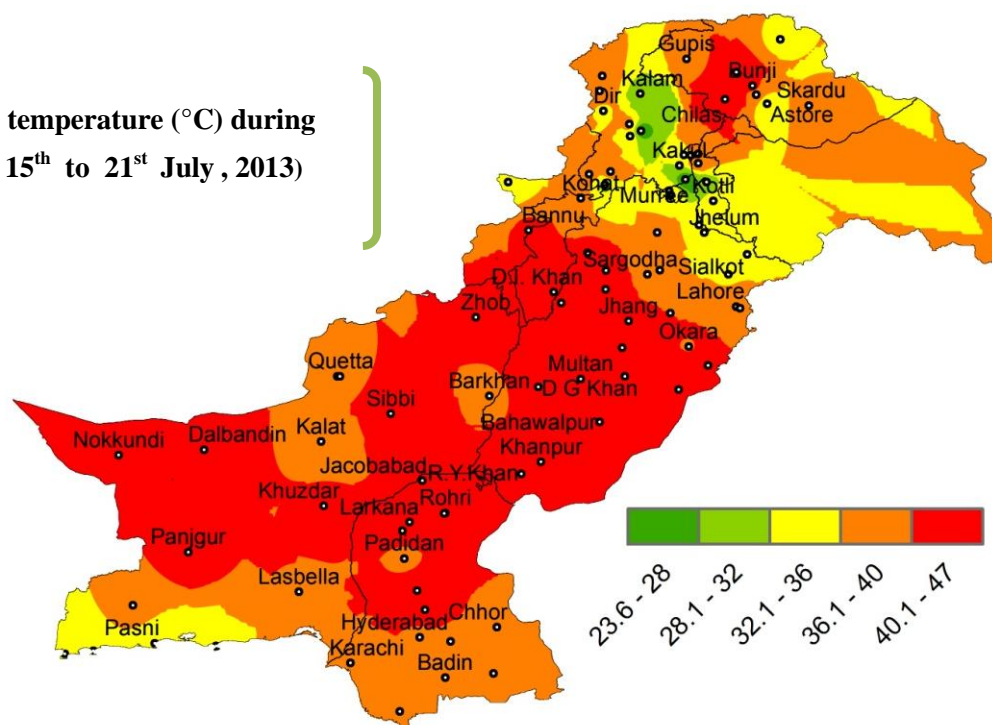 temperature (°C) during
15th to 21st July , 2013)
Gupis
Bunji
Kalam
Skardu
Dir
Astore
Chilas
Kakul
Kohat
Kotli
Murree
Jhelum
Bannu
Sargodha
Sialkot
D.I. Khan
Lahore
Zhob
Jhang
Okara
Quetta
Multan
Barkhan
D G Khan
Sibbi
Bahawalpur
Nokkundi
Dalbandin
Kalat
Khanpur
Jacobabad
R.Y.Khan
Khuzdar
Larkana
Rohri
Panjgur
Padidan
Lasbella
Pasni
Chhor
Hyderabad
Karachi
Badin
23.6 - 28
28.1 - 32
32.1 - 36
36.1 - 40
40.1 - 47